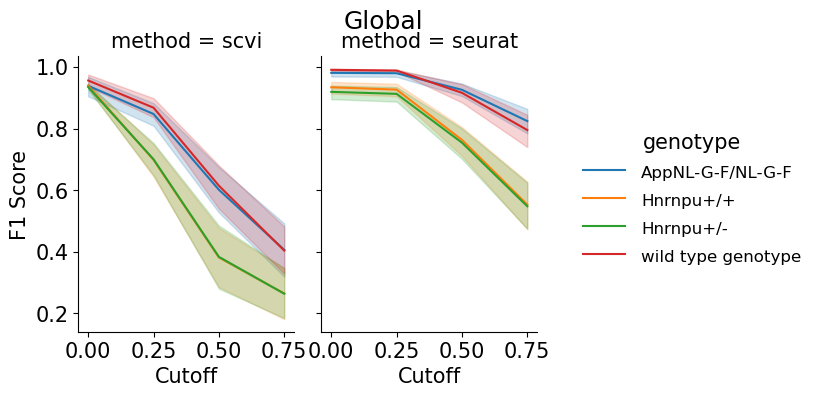 Global
method = scvi
method = seurat
1.0
0.8
0.6
0.4
0.2
F1 Score
0.00 0.25 0.50 0.75
0.00 0.25 0.50 0.75
Cutoff
Cutoff
genotype
AppNL-G-F/NL-G-F
Hnrnpu+/+
Hnrnpu+/-
wild type genotype